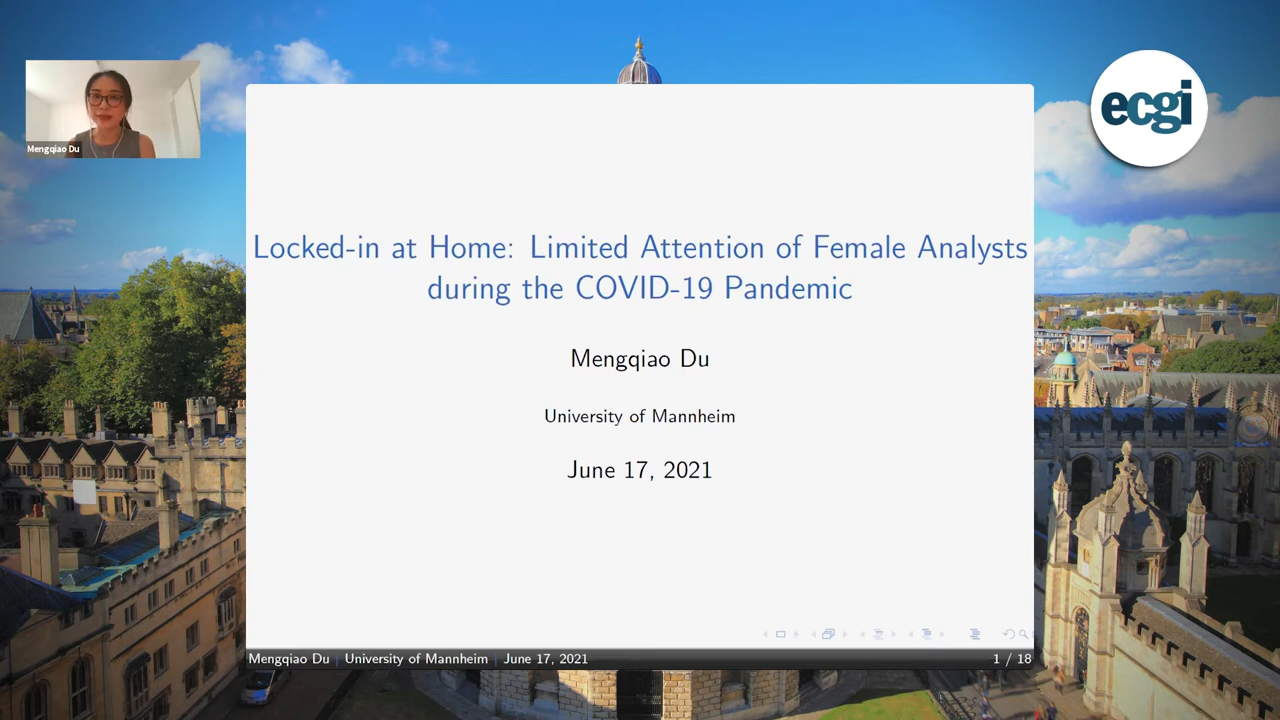 Mengqiao Du
ecgi
Locked-in at Home: Limited Attention of Female Analysts
during the COVID-19 Pandemic
Mengqiao Du
University of Mannheim
June 17, 2021
Mengqiao Du | University of Mannheim | June 17, 2021
1 / 18